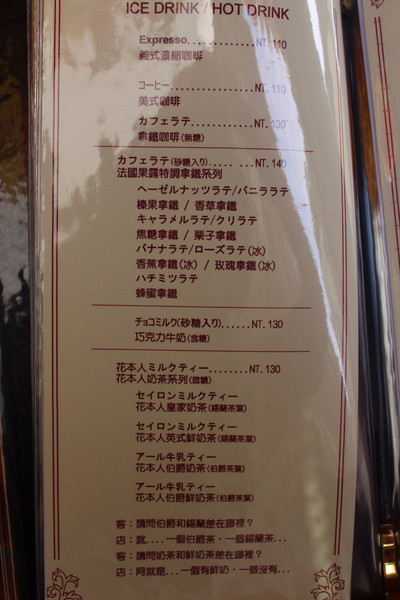 ICE DRINK / HOT DRINK
Expresso..............NT. 110
義式濃縮咖啡
コーヒー..................NT. 110
美式咖啡
カフェラテ.............NT. 130
拿鐵咖啡(無糖)
カフェラテ(砂糖入り)..... ...NT. 140
法國果露特調拿鐵系列
ヘーゼルナッツラテ/バニララテ
榛果拿鐵 / 香草拿鐵
キャラメルラテ/クリラテ
焦糖拿鐵 / 栗子拿鐵
バナナラテ/ローズラテ(冰)
香蕉拿鐵(冰) / 玫瑰拿鐵(冰)
ハチミツラテ
蜂蜜拿鐵
チョコミルク(砂糖入り)......NT. 130
巧克力牛奶(含糖)
花本人ミルクティー........NT. 130
花本人奶茶系列(微糖)
セイロンミルクティー
花本人皇家奶茶(錫蘭茶葉)
セイロンミルクティー
花本人英式鮮奶茶(錫蘭茶葉)
アール牛乳ティー
花本人伯爵奶茶(伯爵茶葉)
アール牛乳ティー
花本人伯爵鮮奶茶(伯爵茶葉)
客：請問伯爵和錫蘭差在哪裡？
店：就....一個伯爵茶，一個錫蘭茶...
客：請問奶茶和鮮奶茶差在哪裡？
店：阿就是...一個有鮮奶，一個沒有...